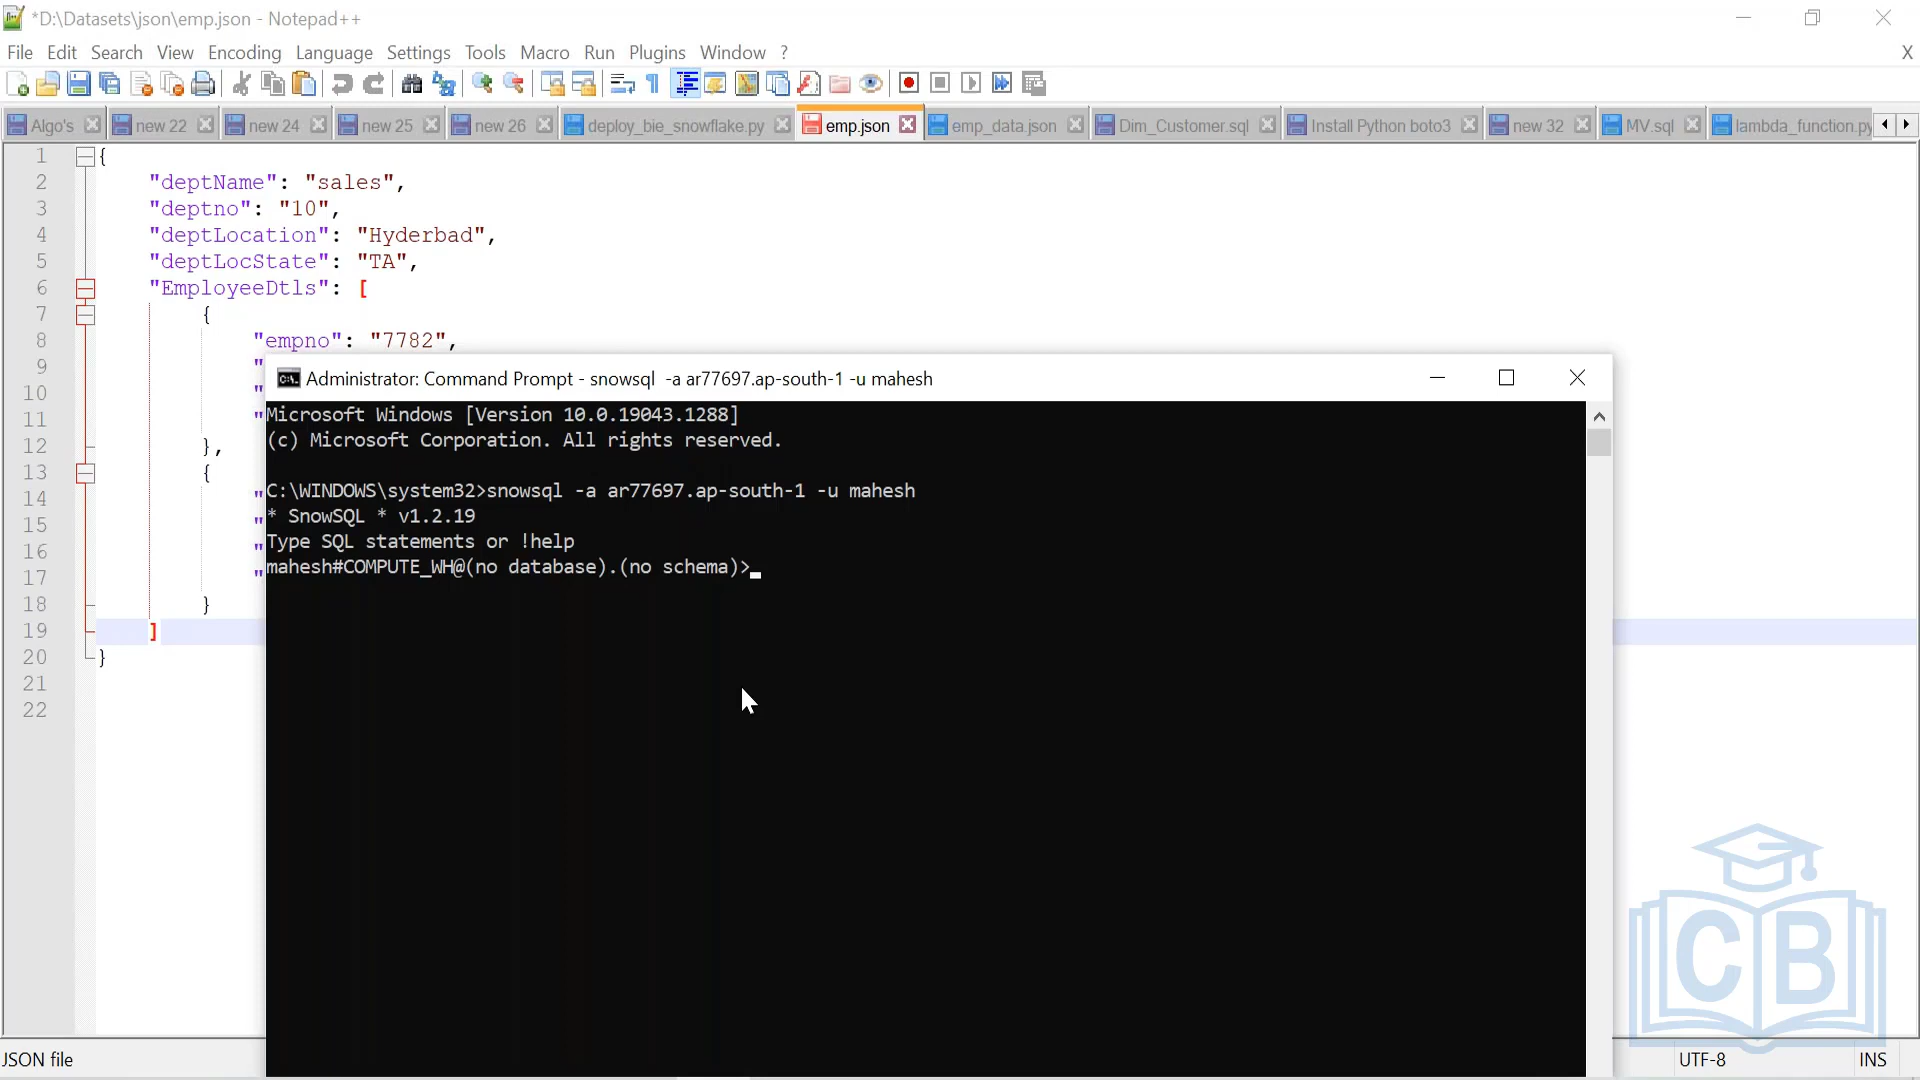 *D:\Datasets\json\emp.json - Notepad++
File Edit Search View Encoding Language Settings Tools Macro Run Plugins Window ? X
Algo's new 22 new 24 new 25 new 26 deploy_bie_snowflake.py emp.json emp_data.json Dim_Customer.sql Install Python boto3 new 32 MV.sql lambda_function.py
1 {
2 "deptName": "sales",
3 "deptno": "10",
4 "deptLocation": "Hyderbad",
5 "deptLocState": "TA",
6 "EmployeeDtls": [
7 {
8 "empno": "7782",
9 "
10 "
11 "
12 },
13 {
14 "
15 "
16 "
17 "
18 }
19 ]
20 }
21
22
Administrator: Command Prompt - snowsql -a ar77697.ap-south-1 -u mahesh
Microsoft Windows [Version 10.0.19043.1288]
(c) Microsoft Corporation. All rights reserved.
C:\WINDOWS\system32>snowsql -a ar77697.ap-south-1 -u mahesh
* SnowSQL * v1.2.19
Type SQL statements or !help
mahesh#COMPUTE_WH@(no database).(no schema)>
CB
JSON file UTF-8 INS